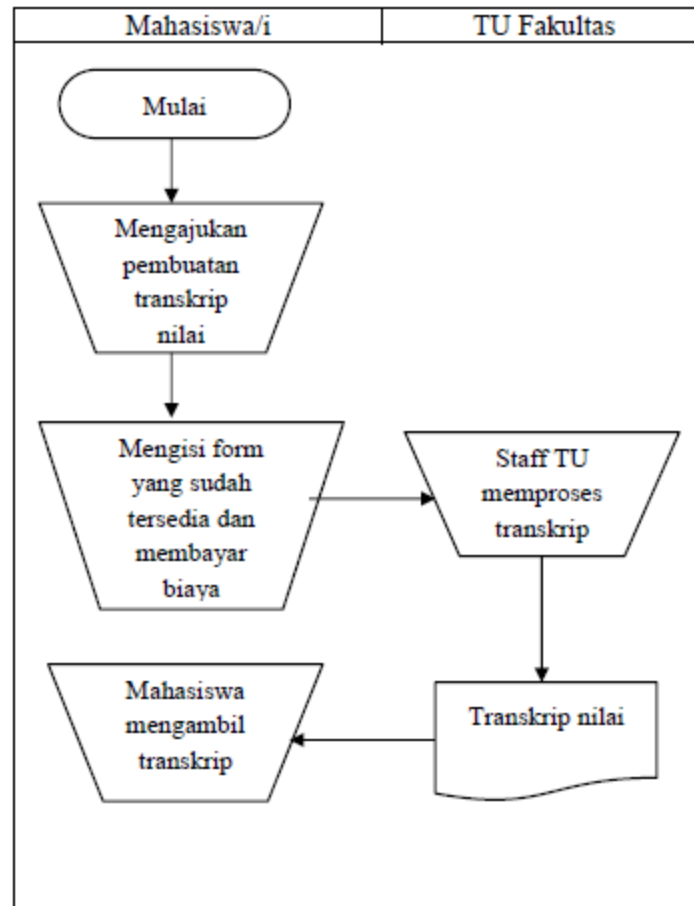 Mahasiswa/i
TU Fakultas
Mulai
Mengajukan
pembuatan
transkrip
nilai
Mengisi form
yang sudah
tersedia dan
membayar
biaya
Staff TU
memproses
transkrip
Transkrip nilai
Mahasiswa
mengambil
transkrip